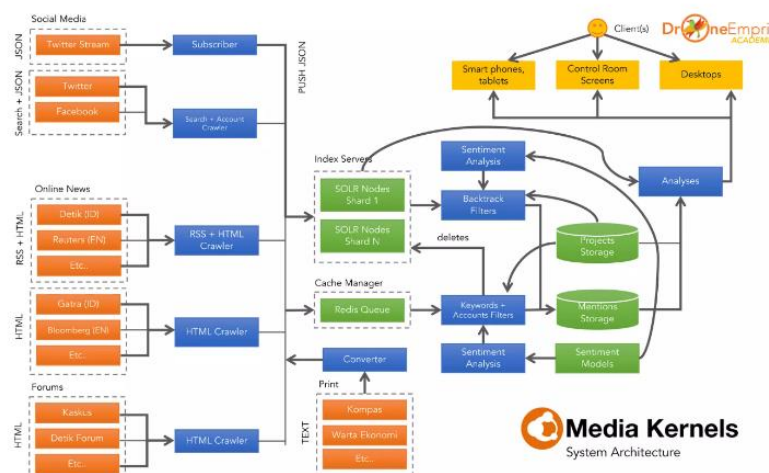 Social Media
JSON
Twitter Stream
Subscriber
PUSH JSON
Search + JSON
Twitter
Facebook
Search + Account
Crawler
Client(s)
DroneEmprit
ACADEMIC
Smart phones,
tablets
Control Room
Screens
Desktops
Online News
RSS + HTML
Detik (ID)
Reuters (EN)
Etc..
RSS + HTML
Crawler
HTML
Gatra (ID)
Bloomberg (EN)
Etc..
HTML Crawler
Forums
HTML
Kaskus
Detik Forum
Etc..
HTML Crawler
Index Servers
SOLR Nodes
Shard 1
SOLR Nodes
Shard N
Sentiment
Analysis
Backtrack
Filters
Analyses
deletes
Projects
Storage
Cache Manager
Redis Queue
Keywords +
Accounts Filters
Mentions
Storage
Sentiment
Analysis
Sentiment
Models
Converter
Print
TEXT
Kompas
Warta Ekonomi
Etc..
Media Kernels
System Architecture